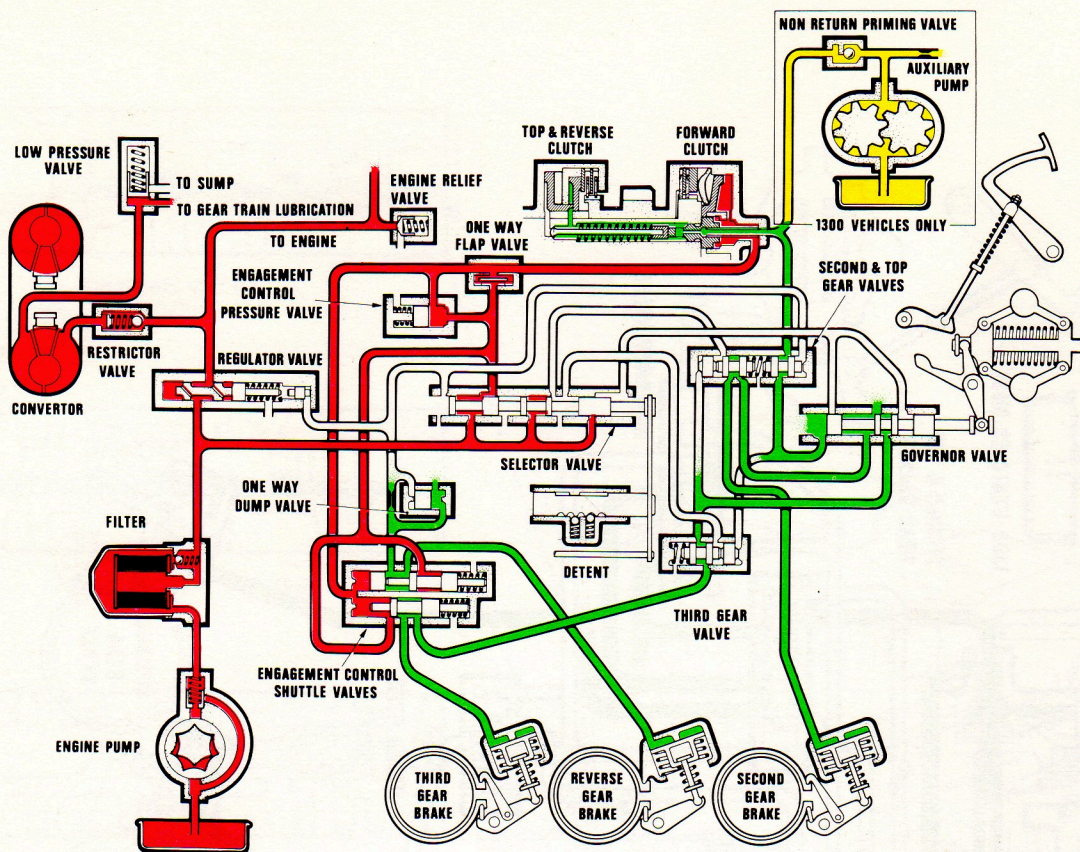 NON RETURN PRIMING VALVE
AUXILIARY
PUMP
1300 VEHICLES ONLY
TOP & REVERSE
CLUTCH
FORWARD
CLUTCH
LOW PRESSURE
VALVE
TO SUMP
TO GEAR TRAIN LUBRICATION
ENGINE RELIEF
VALVE
TO ENGINE
ONE WAY
FLAP VALVE
SECOND & TOP
GEAR VALVES
ENGAGEMENT
CONTROL
PRESSURE VALVE
RESTRICTOR
VALVE
REGULATOR VALVE
CONVERTOR
SELECTOR VALVE
GOVERNOR VALVE
ONE WAY
DUMP VALVE
FILTER
DETENT
THIRD GEAR
VALVE
ENGAGEMENT CONTROL
SHUTTLE VALVES
ENGINE PUMP
THIRD
GEAR
BRAKE
REVERSE
GEAR
BRAKE
SECOND
GEAR
BRAKE